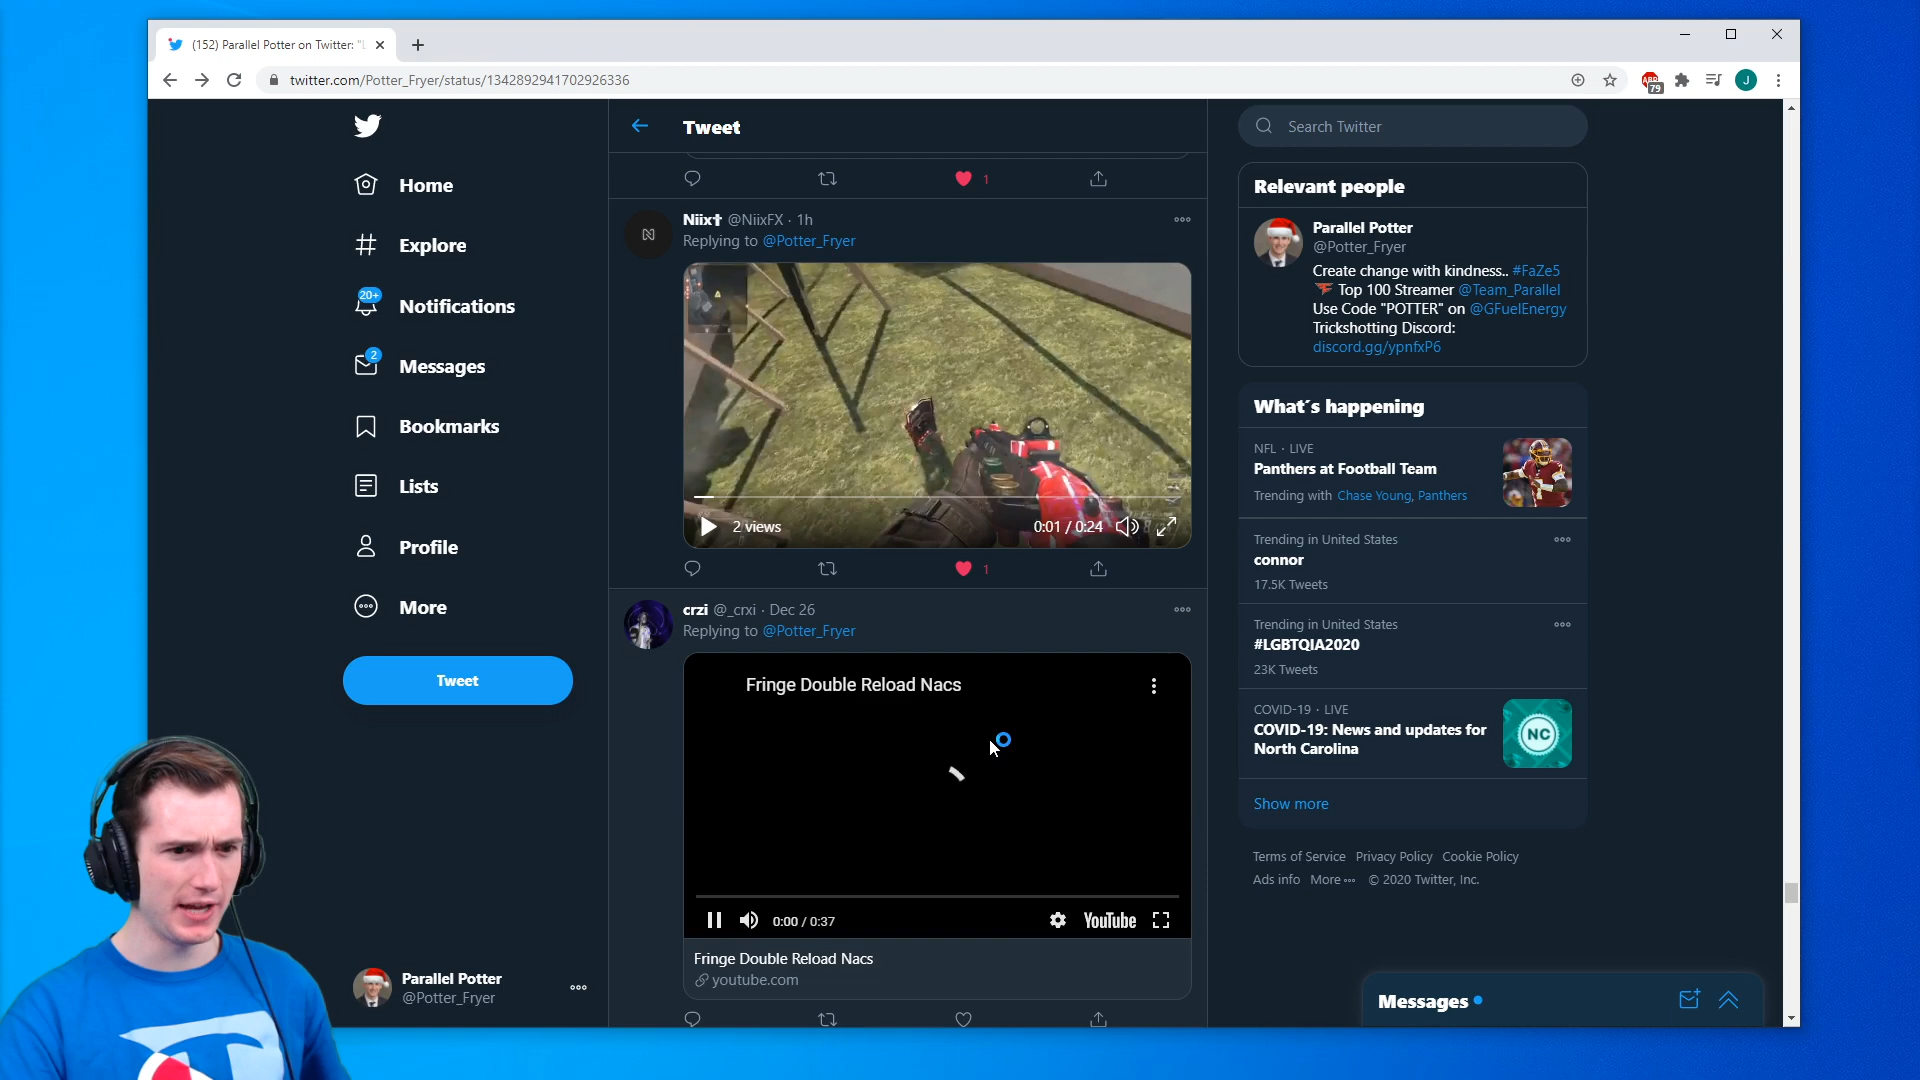 (152) Parallel Potter on Twitter: "L
twitter.com/Potter_Fryer/status/1342892941702926336
ABP
79
J
Home
Explore
20+
Notifications
2
Messages
Bookmarks
Lists
Profile
More
Tweet
Parallel Potter
@Potter_Fryer
Tweet
1
Niix✝ @NiixFX · 1h
Replying to @Potter_Fryer
2 views
0:01 / 0:24
1
crzi @_crxi · Dec 26
Replying to @Potter_Fryer
Fringe Double Reload Nacs
0:00 / 0:37
YouTube
Fringe Double Reload Nacs
youtube.com
Search Twitter
Relevant people
Parallel Potter
@Potter_Fryer
Create change with kindness.. #FaZe5
Top 100 Streamer @Team_Parallel
Use Code "POTTER" on @GFuelEnergy
Trickshotting Discord:
discord.gg/ypnfxP6
What's happening
NFL · LIVE
Panthers at Football Team
Trending with Chase Young, Panthers
Trending in United States
connor
17.5K Tweets
Trending in United States
#LGBTQIA2020
23K Tweets
COVID-19 · LIVE
COVID-19: News and updates for
North Carolina
NC
Show more
Terms of Service Privacy Policy Cookie Policy
Ads info More © 2020 Twitter, Inc.
Messages